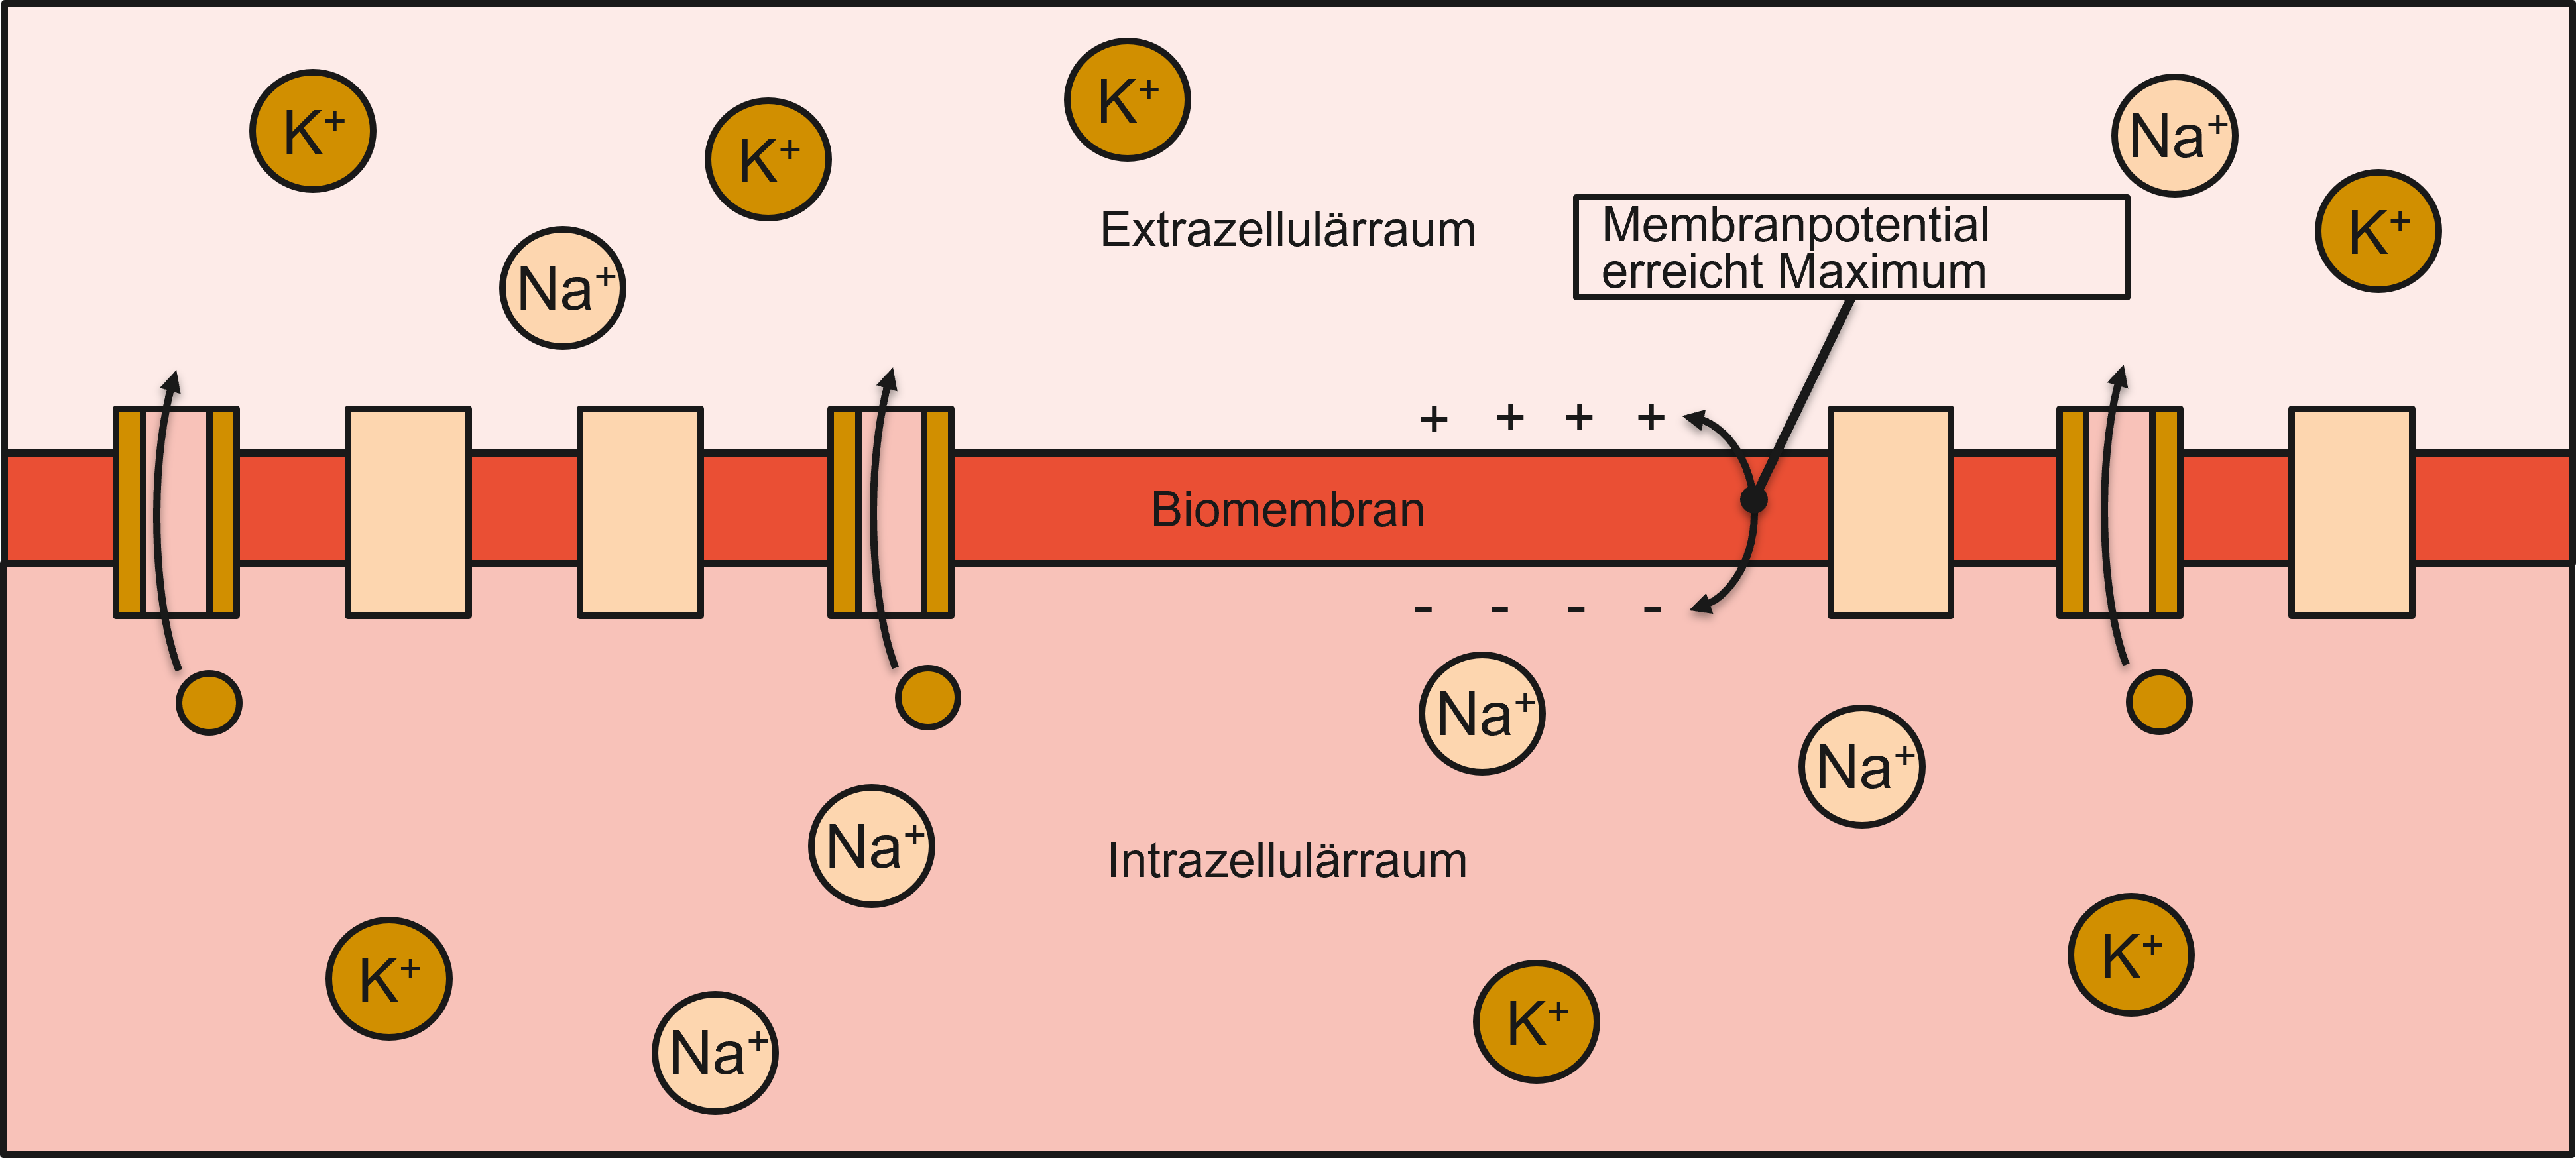 K⁺
K⁺
K⁺
Na⁺
K⁺
Na⁺
Extrazellulärraum
Membranpotential
erreicht Maximum
+ + + +
Biomembran
- - - -
Na⁺
Na⁺
Na⁺
Intrazellulärraum
K⁺
K⁺
K⁺
Na⁺